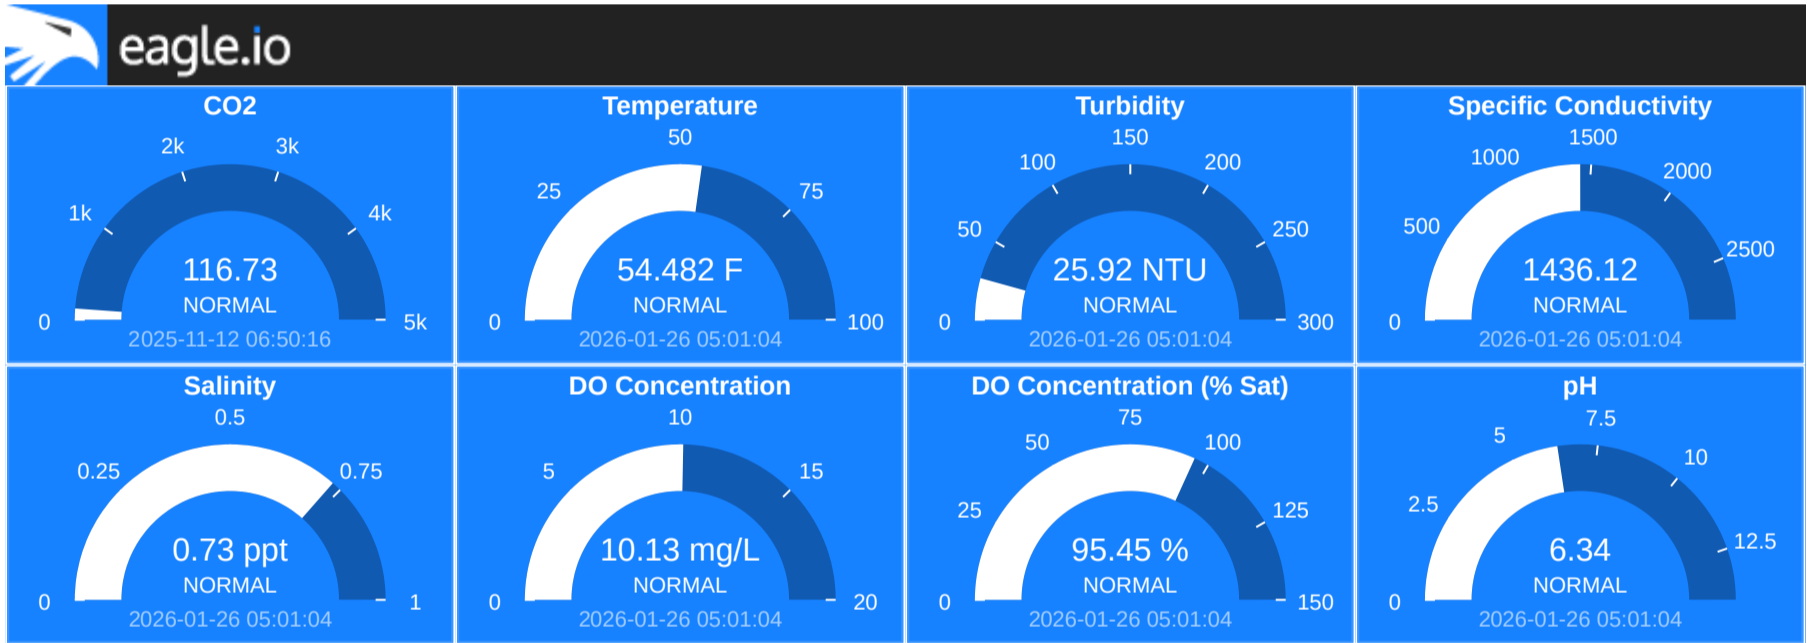 eagle.io
CO2
2k
3k
1k
4k
0
5k
116.73
NORMAL
2025-11-12 06:50:16
Temperature
50
25
75
0
100
54.482 F
NORMAL
2026-01-26 05:01:04
Turbidity
150
100
200
50
250
0
300
25.92 NTU
NORMAL
2026-01-26 05:01:04
Specific Conductivity
1500
1000
2000
500
2500
0
1436.12
NORMAL
2026-01-26 05:01:04
Salinity
0.5
0.25
0.75
0
1
0.73 ppt
NORMAL
2026-01-26 05:01:04
DO Concentration
10
5
15
0
20
10.13 mg/L
NORMAL
2026-01-26 05:01:04
DO Concentration (% Sat)
75
50
100
25
125
0
150
95.45 %
NORMAL
2026-01-26 05:01:04
pH
7.5
5
10
2.5
12.5
0
6.34
NORMAL
2026-01-26 05:01:04